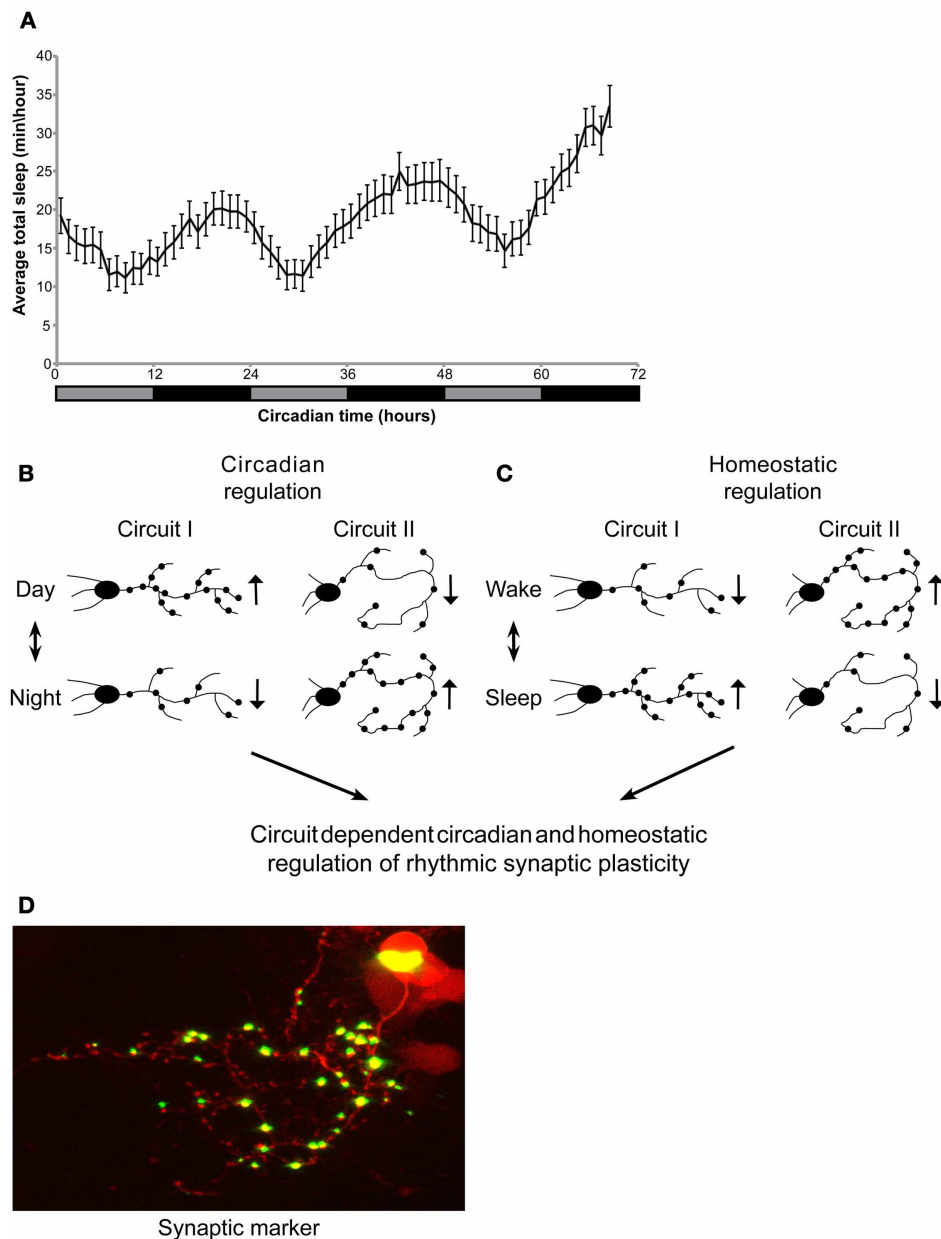 A
Average total sleep (min\hour)
40
35
30
25
20
15
10
5
0
0 12 24 36 48 60 72
Circadian time (hours)
B
Circadian
regulation
Circuit I
Circuit II
Day
Night
C
Homeostatic
regulation
Circuit I
Circuit II
Wake
Sleep
Circuit dependent circadian and homeostatic
regulation of rhythmic synaptic plasticity
D
Synaptic marker